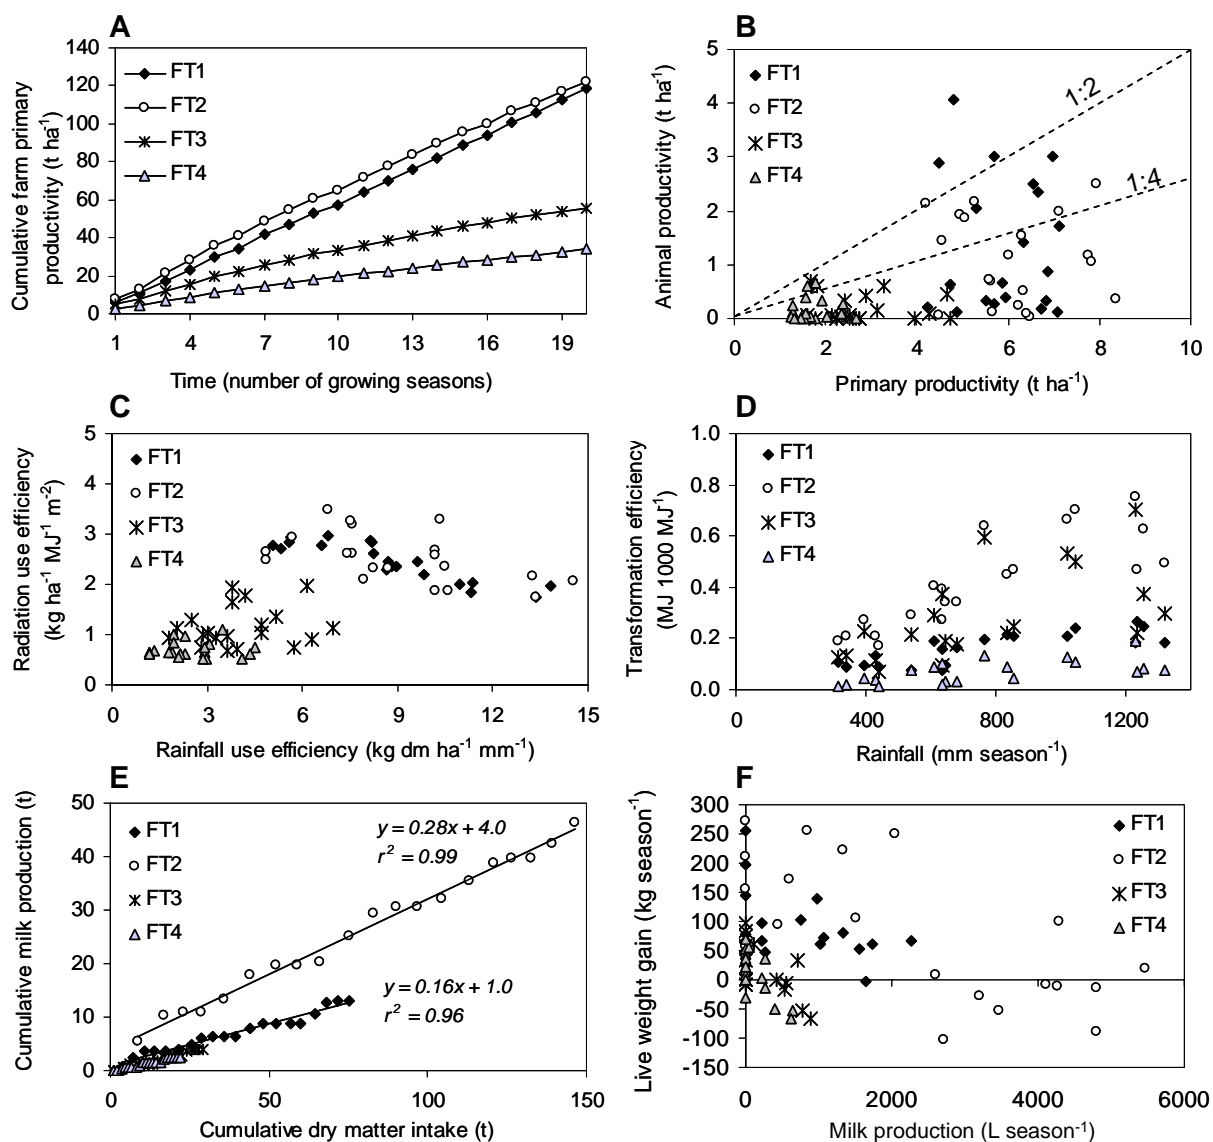 A
Cumulative farm primary
productivity (t ha⁻¹)
140
120
100
80
60
40
20
0
FT1
FT2
FT3
FT4
1 4 7 10 13 16 19
Time (number of growing seasons)
B
Animal productivity (t ha⁻¹)
5
4
3
2
1
0
FT1
FT2
FT3
FT4
1:2
1:4
0 2 4 6 8 10
Primary productivity (t ha⁻¹)
C
Radiation use efficiency
(kg ha⁻¹ MJ⁻¹ m⁻²)
5
4
3
2
1
0
FT1
FT2
FT3
FT4
0 3 6 9 12 15
Rainfall use efficiency (kg dm ha⁻¹ mm⁻¹)
D
Transformation efficiency
(MJ 1000 MJ⁻¹)
1.0
0.8
0.6
0.4
0.2
0.0
FT1
FT2
FT3
FT4
0 400 800 1200
Rainfall (mm season⁻¹)
E
Cumulative milk production (t)
50
40
30
20
10
0
FT1
FT2
FT3
FT4
y = 0.28x + 4.0
r² = 0.99
y = 0.16x + 1.0
r² = 0.96
0 50 100 150
Cumulative dry matter intake (t)
F
Live weight gain (kg season⁻¹)
300
250
200
150
100
50
0
-50
-100
-150
FT1
FT2
FT3
FT4
0 2000 4000 6000
Milk production (L season⁻¹)